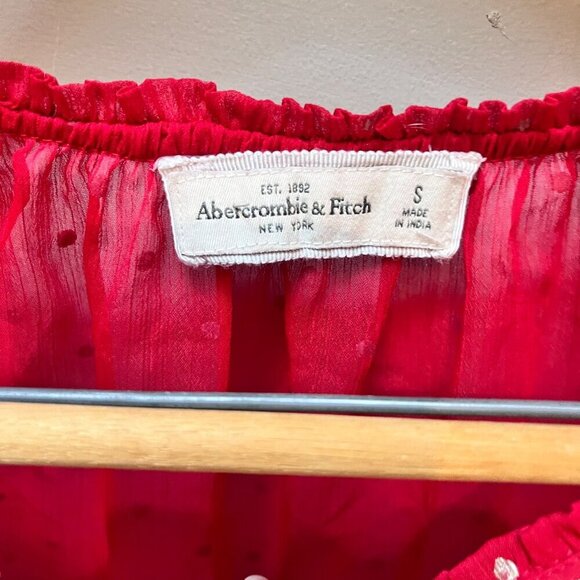 EST. 1892
Abercrombie & Fitch
NEW YORK
S
MADE
IN INDIA